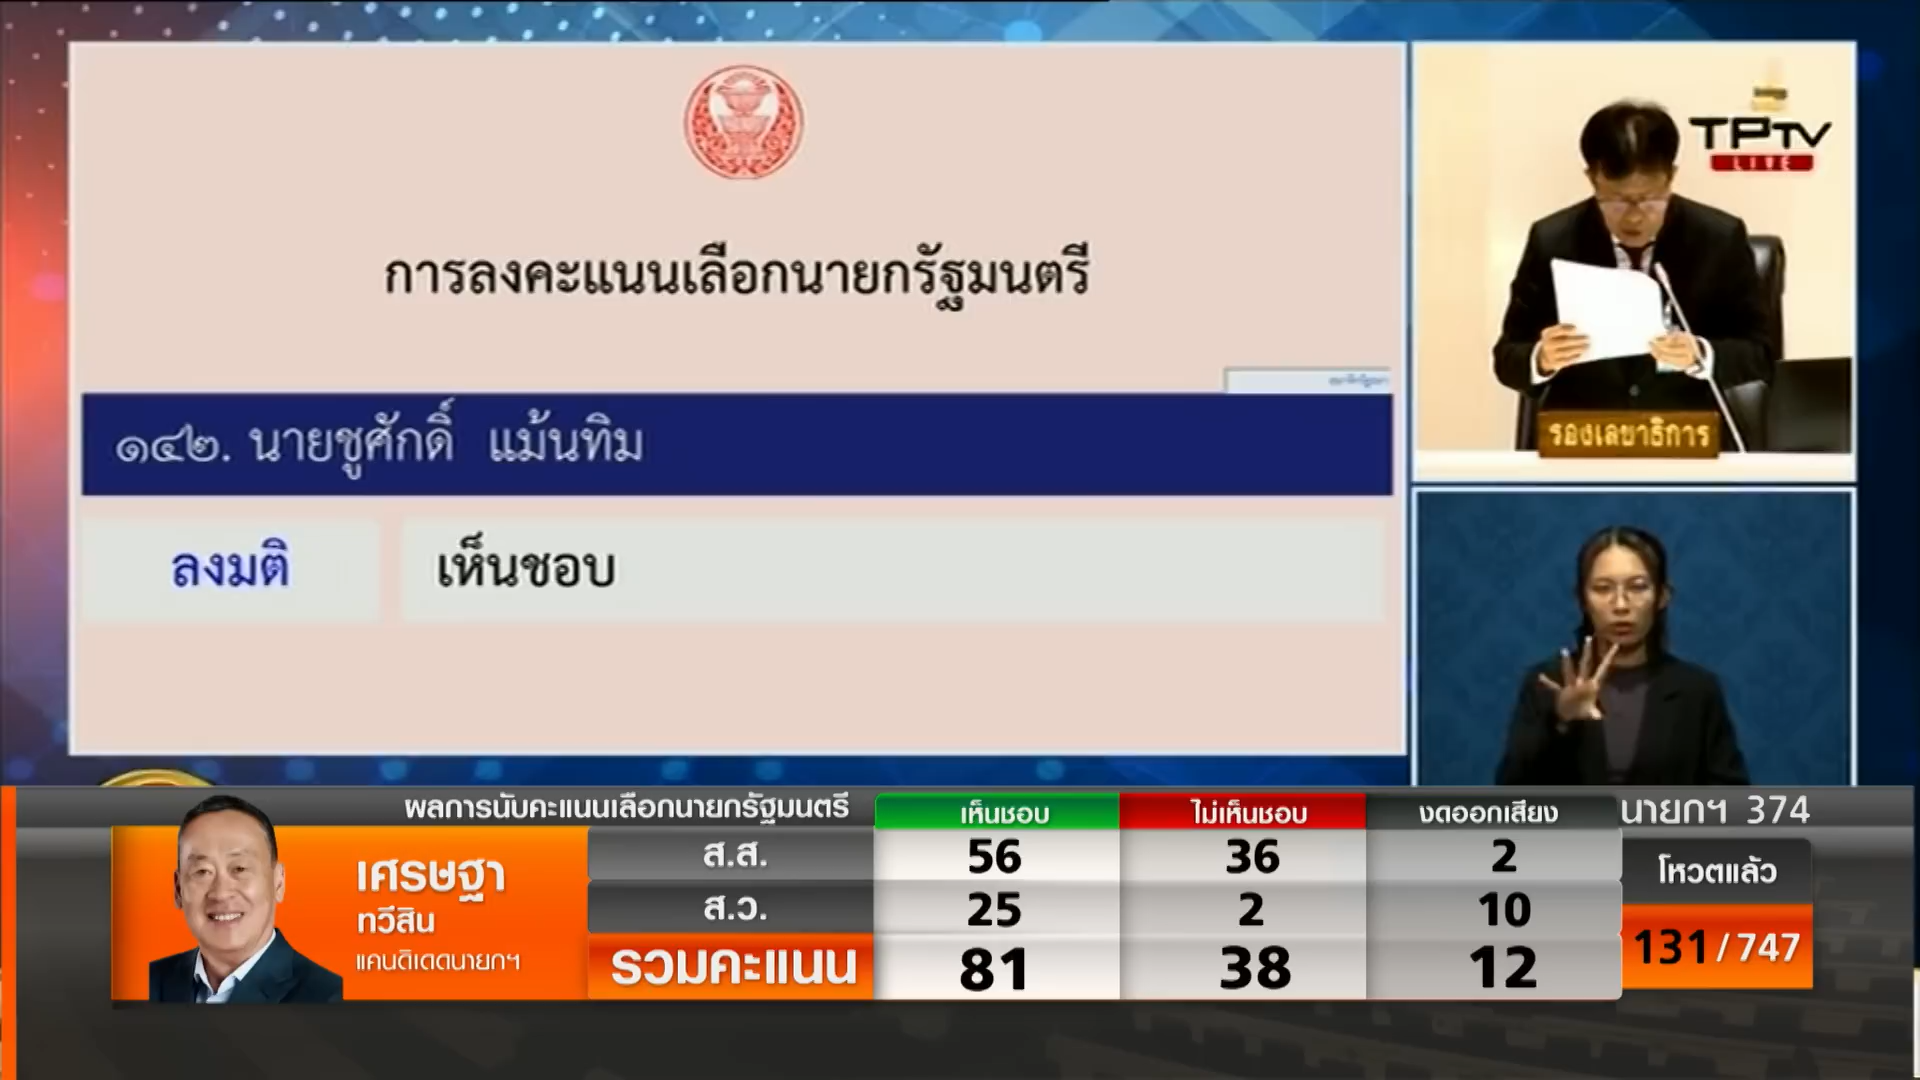 การลงคะแนนเลือกนายกรัฐมนตรี
๑๔๒. นายชูศักดิ์ แม้นทิม
ลงมติ เห็นชอบ
TPTV
LIVE
รองเลขาธิการ
ผลการนับคะแนนเลือกนายกรัฐมนตรี เห็นชอบ ไม่เห็นชอบ งดออกเสียง นายกฯ 374
เศรษฐา
ทวีสิน
แคนดิเดตนายกฯ
ส.ส. 56 36 2
ส.ว. 25 2 10
รวมคะแนน 81 38 12
โหวตแล้ว
131/747